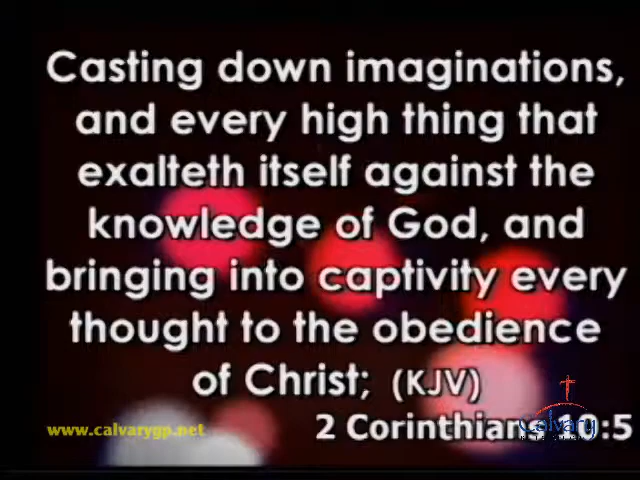 Casting down imaginations,
and every high thing that
exalteth itself against the
knowledge of God, and
bringing into captivity every
thought to the obedience
of Christ; (KJV)
2 Corinthians 10:5
www.calvarygp.net
Calvary